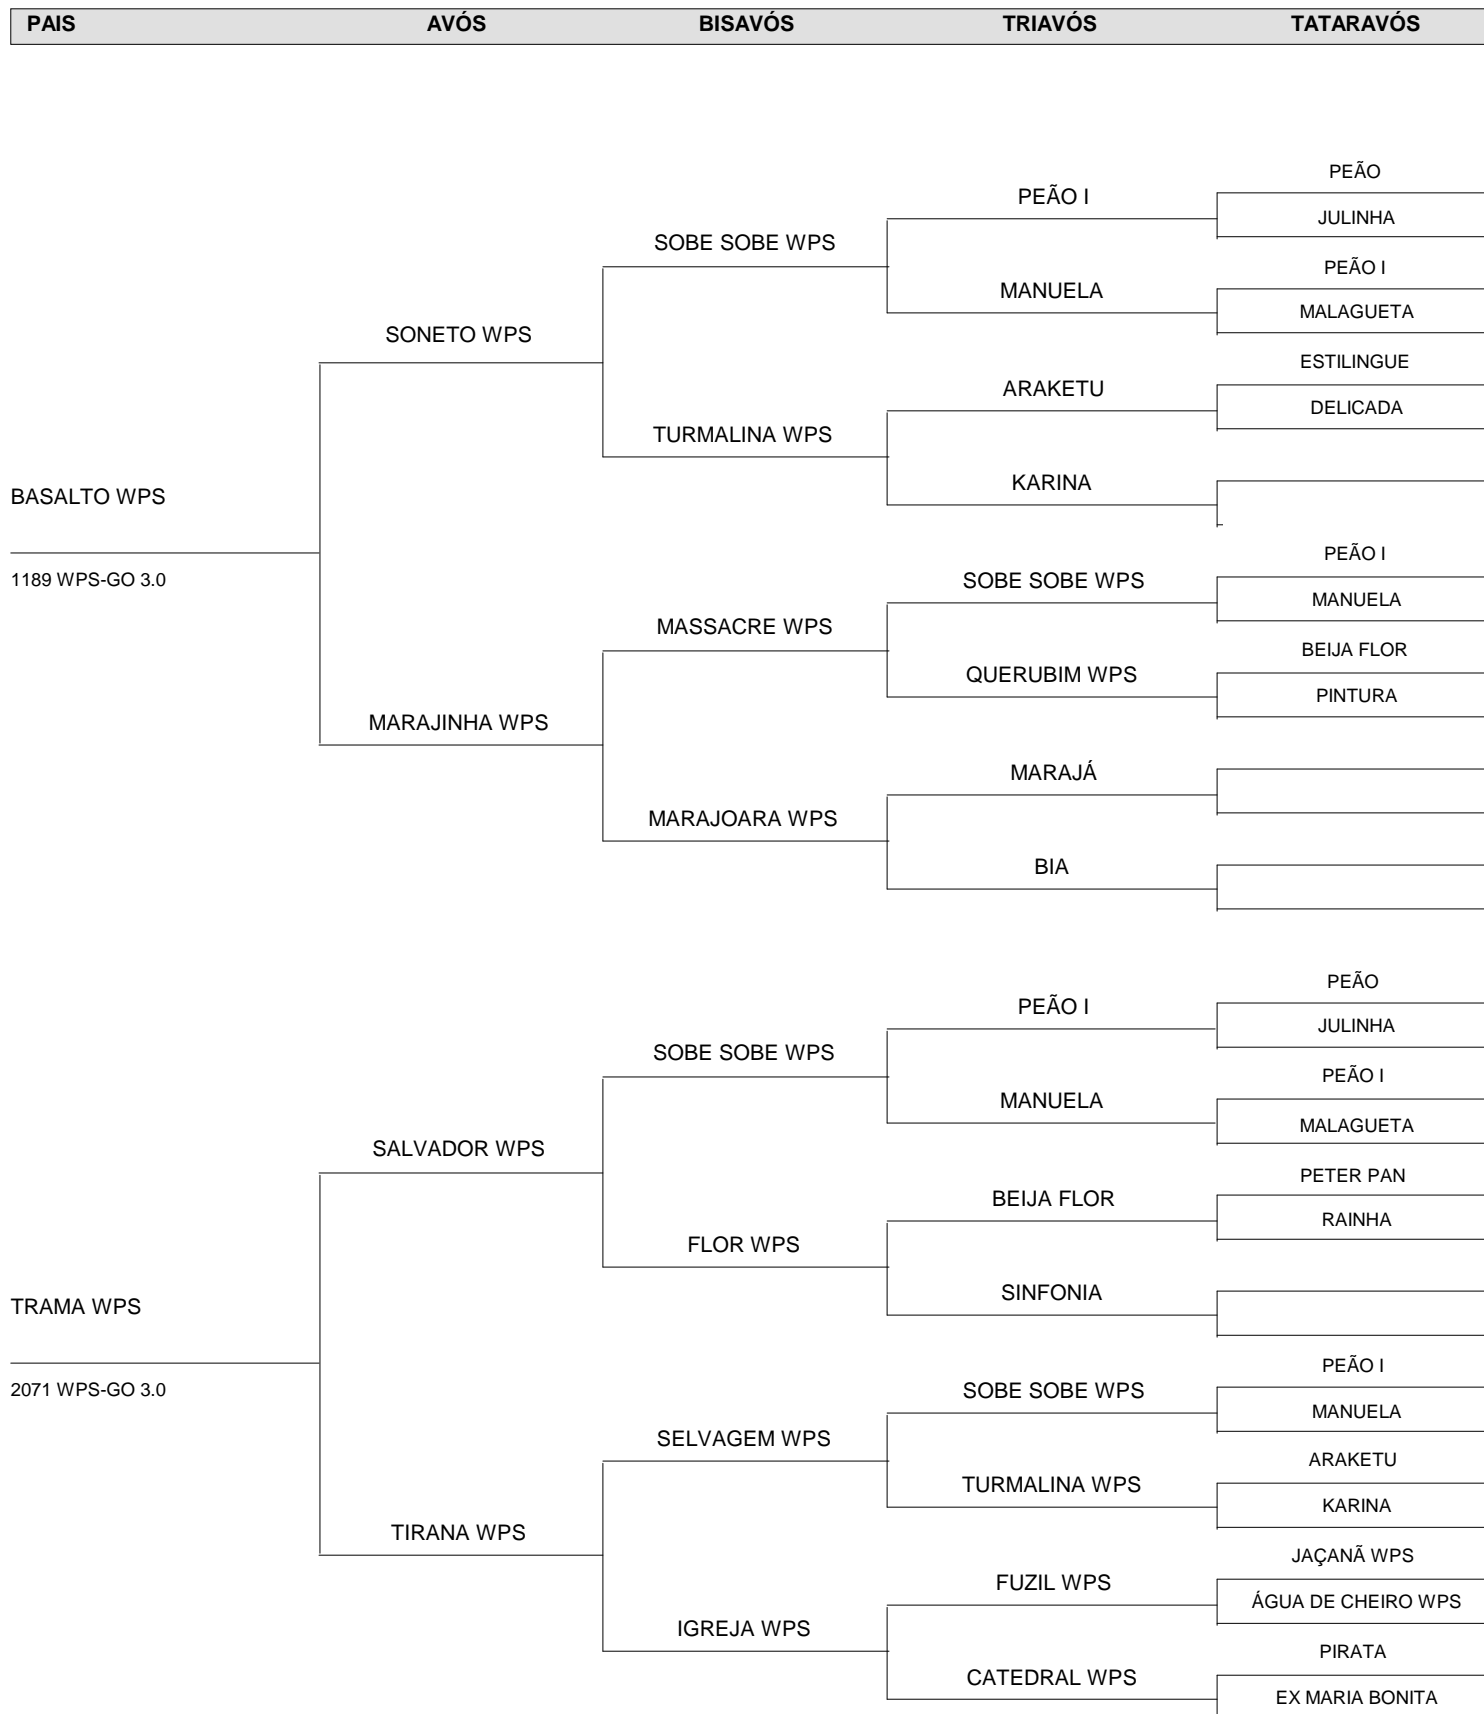 PAIS AVÓS BISAVÓS TRIAVÓS TATARAVÓS
PEÃO
PEÃO I
JULINHA
SOBE SOBE WPS
PEÃO I
MANUELA
MALAGUETA
SONETO WPS
ESTILINGUE
ARAKETU
DELICADA
TURMALINA WPS
KARINA
BASALTO WPS
PEÃO I
1189 WPS-GO 3.0
SOBE SOBE WPS
MANUELA
MASSACRE WPS
BEIJA FLOR
QUERUBIM WPS
PINTURA
MARAJINHA WPS
MARAJÁ
MARAJOARA WPS
BIA
PEÃO
PEÃO I
JULINHA
SOBE SOBE WPS
PEÃO I
MANUELA
MALAGUETA
SALVADOR WPS
PETER PAN
BEIJA FLOR
RAINHA
FLOR WPS
SINFONIA
TRAMA WPS
PEÃO I
2071 WPS-GO 3.0
SOBE SOBE WPS
MANUELA
SELVAGEM WPS
ARAKETU
TURMALINA WPS
KARINA
TIRANA WPS
JAÇANÃ WPS
FUZIL WPS
ÁGUA DE CHEIRO WPS
IGREJA WPS
PIRATA
CATEDRAL WPS
EX MARIA BONITA